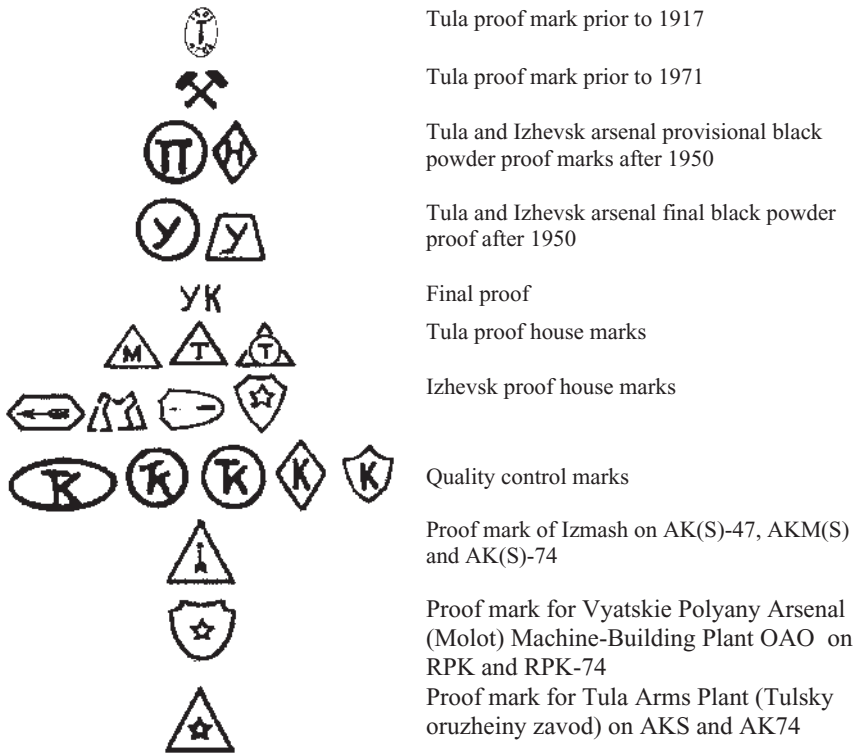 Т Tula proof mark prior to 1917
Tula proof mark prior to 1971
П Н Tula and Izhevsk arsenal provisional black
powder proof marks after 1950
У У Tula and Izhevsk arsenal final black powder
proof after 1950
УК Final proof
М Т Т Tula proof house marks
Izhevsk proof house marks
ТК ТК ТК К К Quality control marks
Proof mark of Izmash on AK(S)-47, AKM(S)
and AK(S)-74
Proof mark for Vyatskie Polyany Arsenal
(Molot) Machine-Building Plant OAO on
RPK and RPK-74
Proof mark for Tula Arms Plant (Tulsky
oruzheiny zavod) on AKS and AK74